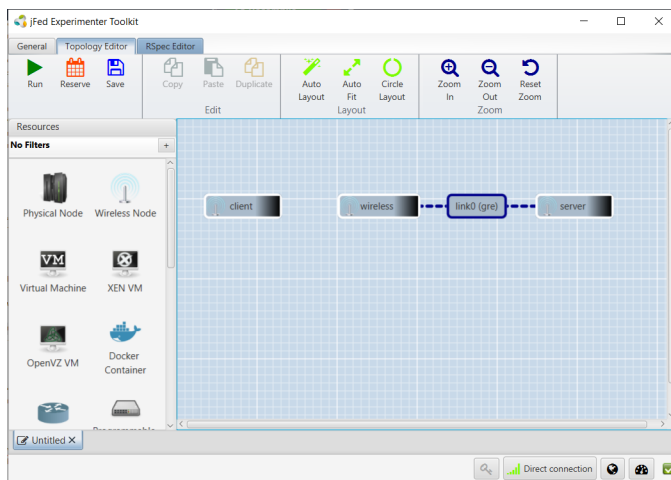 jFed Experimenter Toolkit
General Topology Editor RSpec Editor
Run Reserve Save Copy Paste Duplicate Auto Layout Auto Fit Circle Layout Zoom In Zoom Out Reset Zoom
Edit Layout Zoom
Resources
No Filters +
Physical Node Wireless Node
client wireless link0 (gre) server
VM
Virtual Machine XEN VM
OpenVZ VM Docker Container
Untitled X
Direct connection